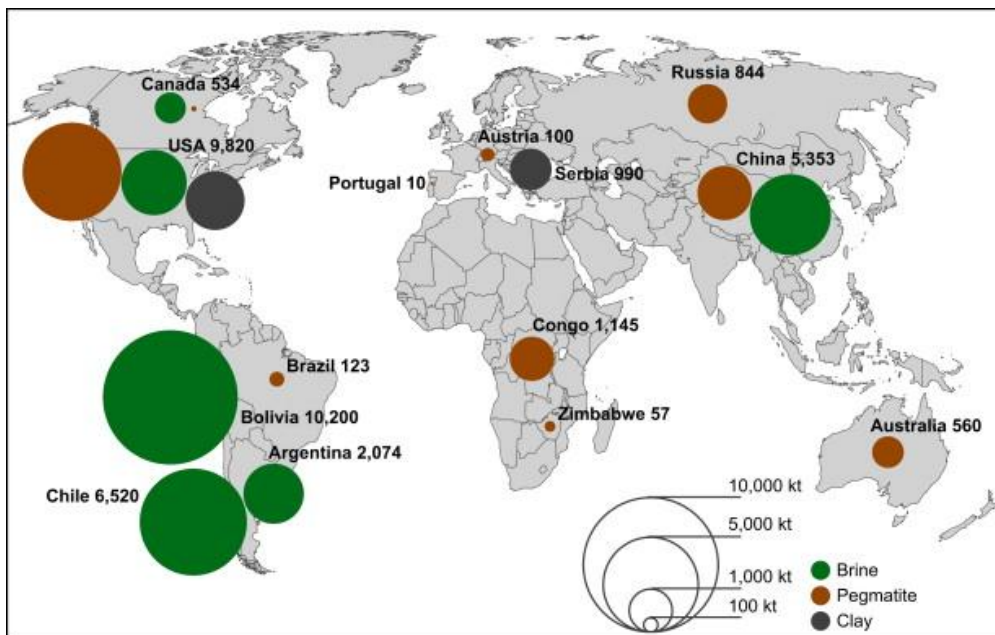 Canada 534
Russia 844
USA 9,820
Austria 100
China 5,353
Serbia 990
Portugal 10
Congo 1,145
Brazil 123
Zimbabwe 57
Bolivia 10,200
Australia 560
Argentina 2,074
Chile 6,520
10,000 kt
5,000 kt
1,000 kt
100 kt
Brine
Pegmatite
Clay